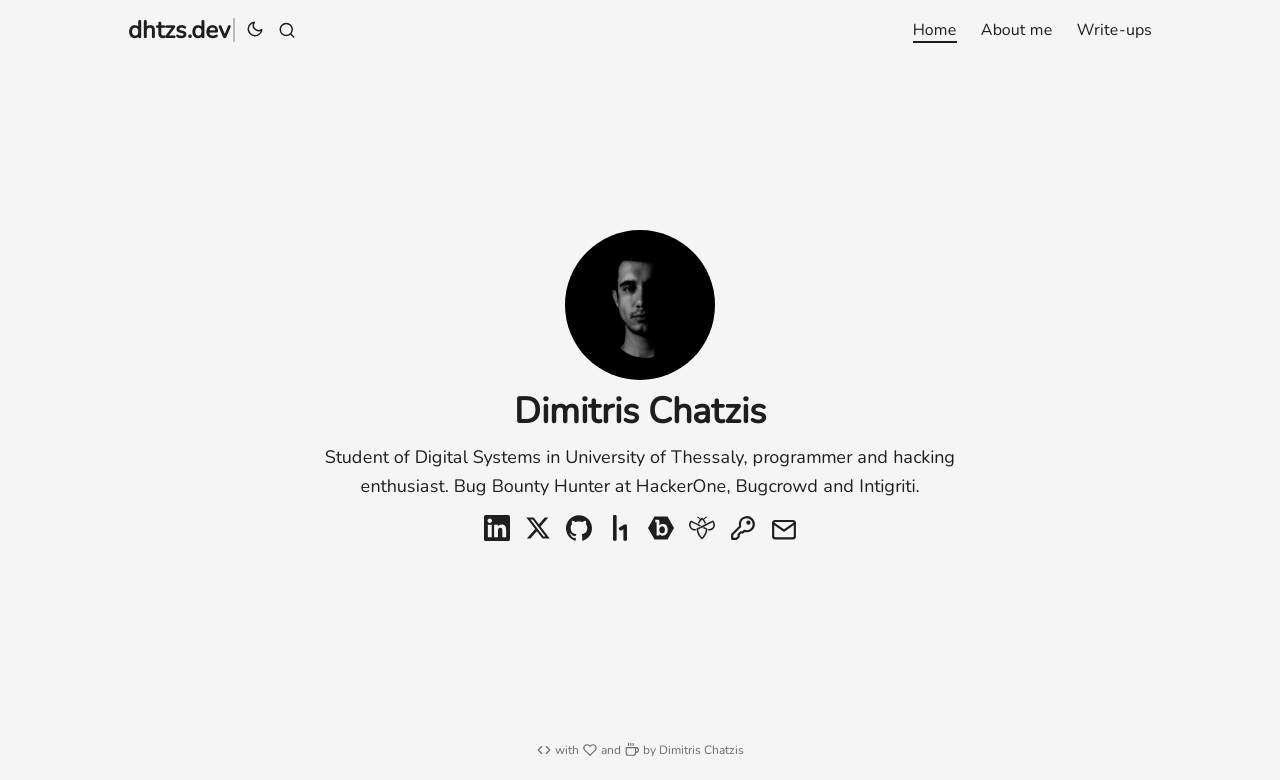 dhtzs.dev
Home
About me
Write-ups
Dimitris Chatzis
Student of Digital Systems in University of Thessaly, programmer and hacking
enthusiast. Bug Bounty Hunter at HackerOne, Bugcrowd and Intigriti.
with and by Dimitris Chatzis